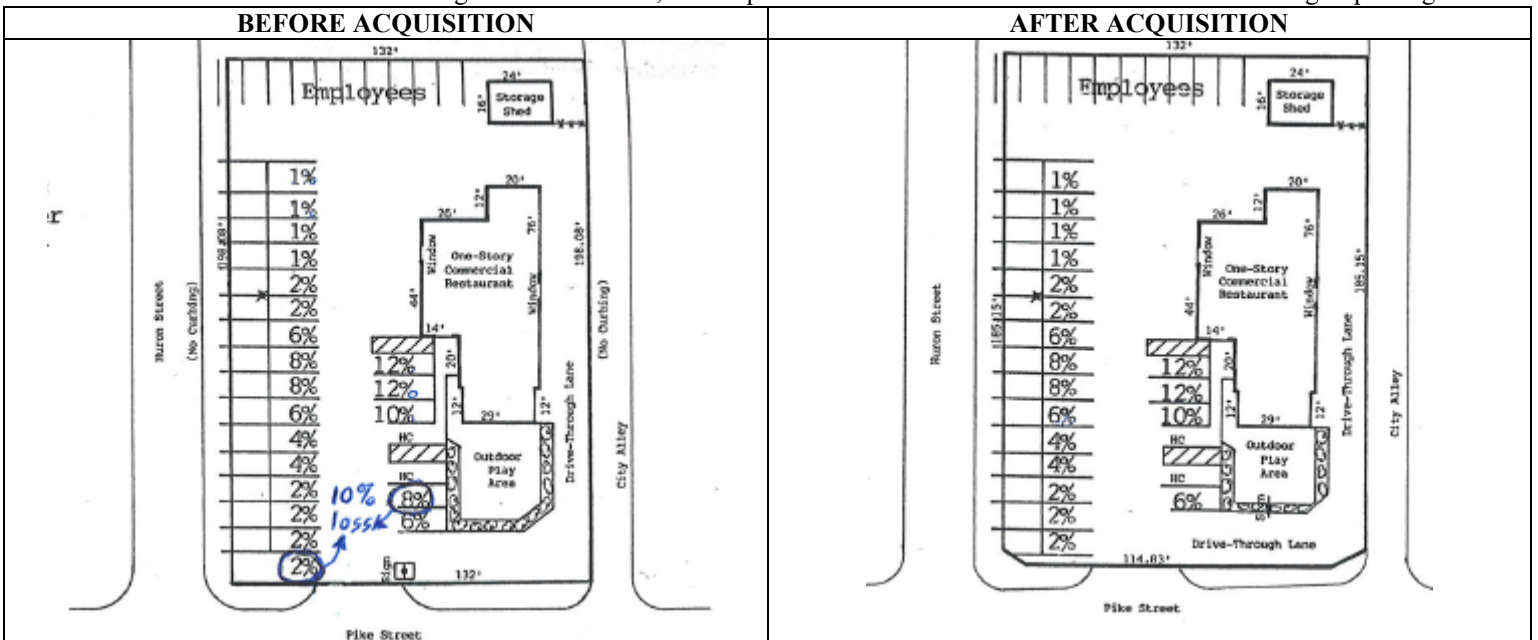 BEFORE ACQUISITION
132'
Employees
24'
16'
Storage
Shed
1%
1%
1%
1%
2%
2%
6%
8%
8%
6%
4%
4%
2%
2%
2%
2%
198.08'
Huron Street
(No Curbing)
20'
12'
26'
76'
Window
One-Story
Commercial
Restaurant
Window
44'
14'
20'
12%
12%
10%
12'
29'
12'
HC
HC
8%
6%
10%
loss
Outdoor
Play
Area
Sign
132'
198.08'
(No Curbing)
Drive-Through Lane
City Alley
Pike Street
AFTER ACQUISITION
132'
Employees
24'
16'
Storage
Shed
1%
1%
1%
1%
2%
2%
6%
8%
8%
6%
4%
4%
2%
2%
2%
185.15'
Huron Street
20'
12'
26'
76'
Window
One-Story
Commercial
Restaurant
Window
44'
14'
20'
12%
12%
10%
12'
29'
12'
HC
HC
6%
Outdoor
Play
Area
Drive-Through Lane
114.83'
185.15'
Drive-Through Lane
City Alley
Pike Street